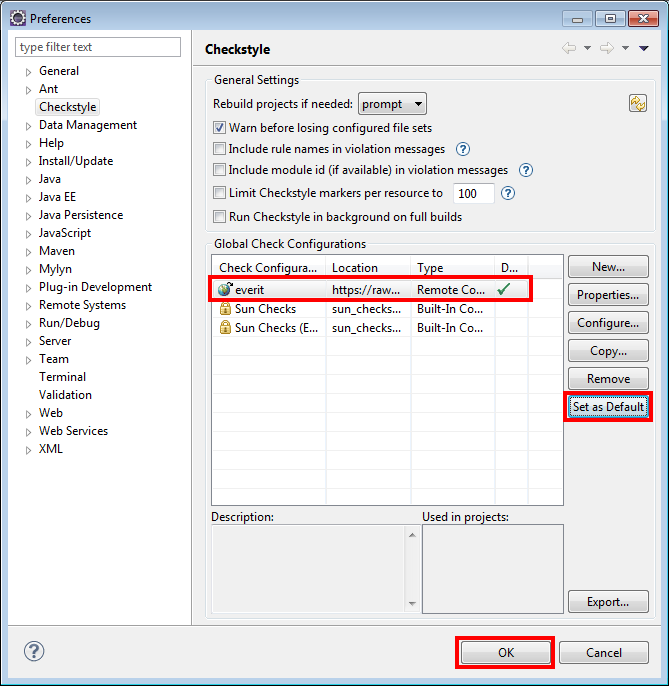 Preferences
type filter text
General
Ant
Checkstyle
Data Management
Help
Install/Update
Java
Java EE
Java Persistence
JavaScript
Maven
Mylyn
Plug-in Development
Remote Systems
Run/Debug
Server
Team
Terminal
Validation
Web
Web Services
XML
Checkstyle
General Settings
Rebuild projects if needed: prompt
Warn before losing configured file sets
Include rule names in violation messages ?
Include module id (if available) in violation messages ?
Limit Checkstyle markers per resource to 100 ?
Run Checkstyle in background on full builds
Global Check Configurations
Check Configura... Location Type D...
everit https://raw... Remote Co...
Sun Checks sun_checks... Built-In Co...
Sun Checks (E... sun_checks... Built-In Co...
New...
Properties...
Configure...
Copy...
Remove
Set as Default
Description: Used in projects:
Export...
? OK Cancel